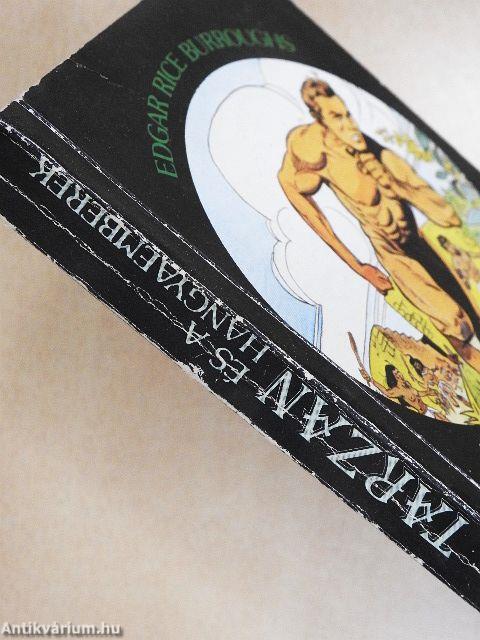 EDGAR RICE BURROUGHS
TARZAN ÉS A HANGYAEMBEREK
Antikvárium.hu